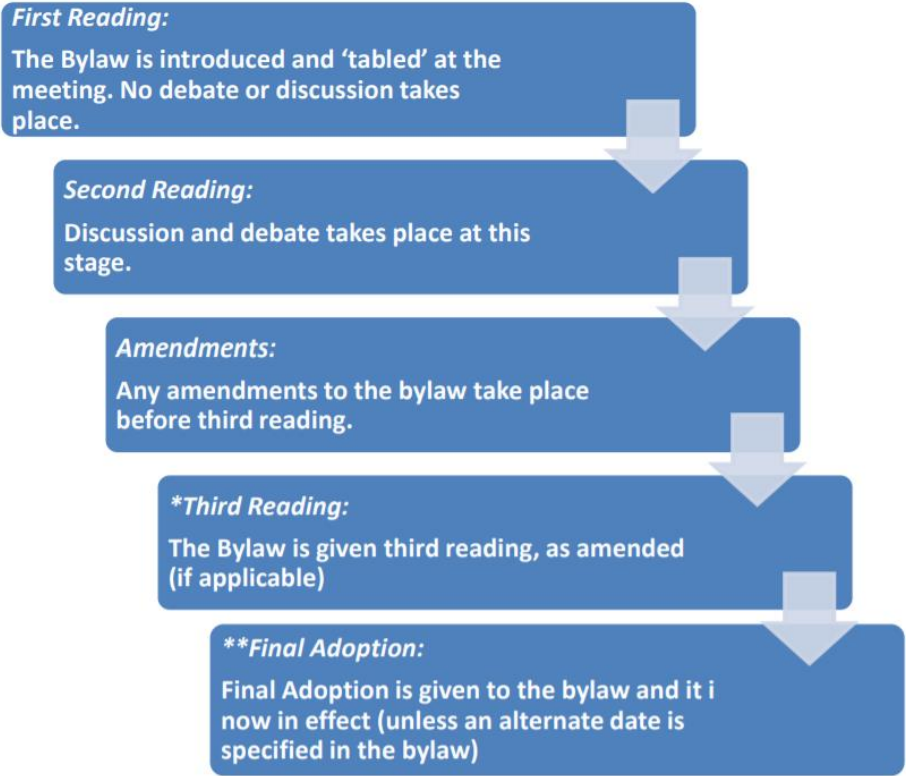 First Reading:
The Bylaw is introduced and ‘tabled’ at the
meeting. No debate or discussion takes
place.
Second Reading:
Discussion and debate takes place at this
stage.
Amendments:
Any amendments to the bylaw take place
before third reading.
*Third Reading:
The Bylaw is given third reading, as amended
(if applicable)
**Final Adoption:
Final Adoption is given to the bylaw and it i
now in effect (unless an alternate date is
specified in the bylaw)